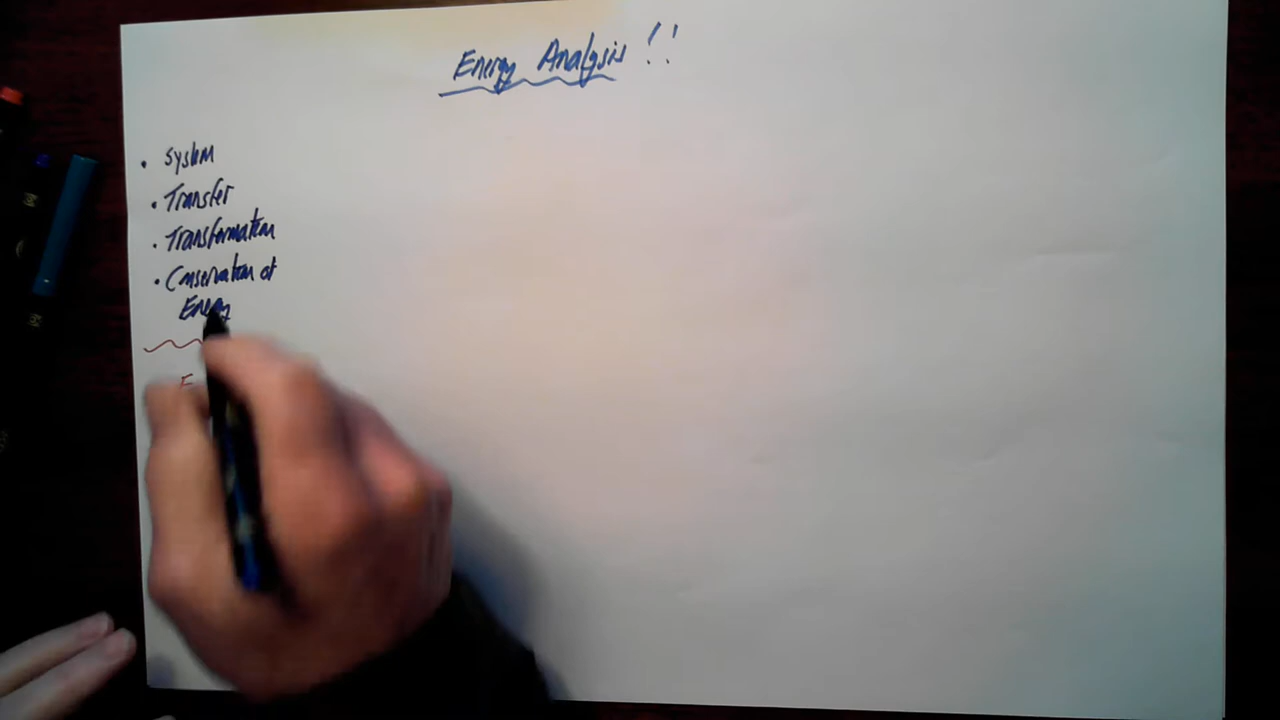 Energy Analysis !!
• System
• Transfer
• Transformation
• Conservation of
Energy
E